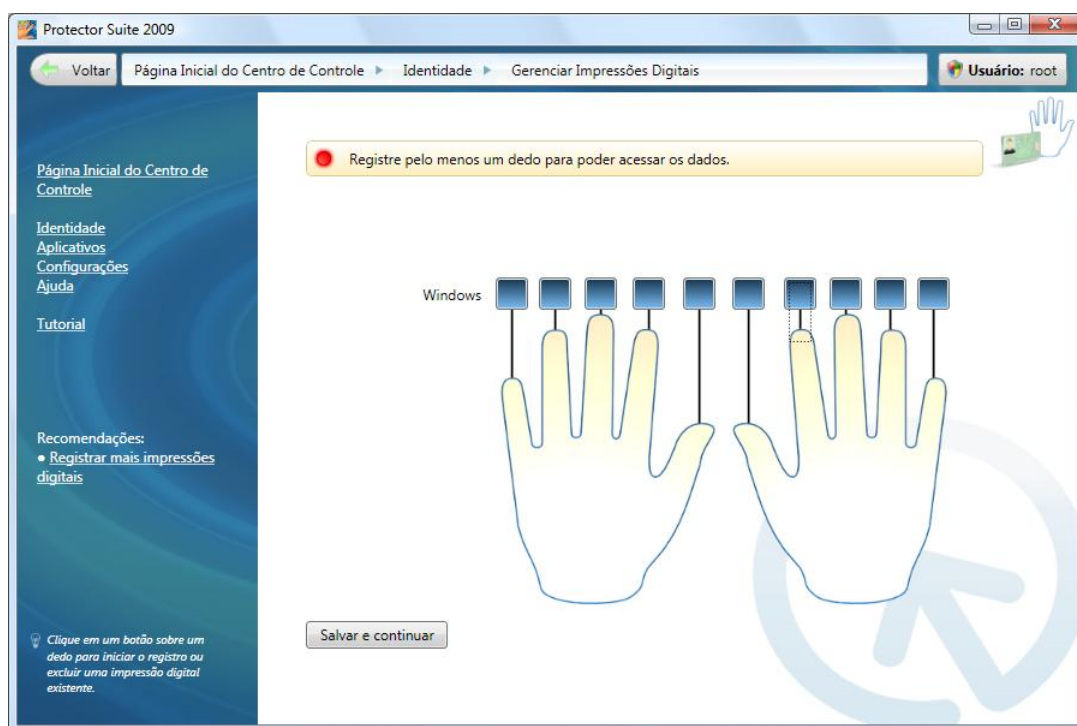 Protector Suite 2009
Voltar
Página Inicial do Centro de Controle
Identidade
Gerenciar Impressões Digitais
Usuário: root
Página Inicial do Centro de
Controle
Identidade
Aplicativos
Configurações
Ajuda
Tutorial
Recomendações:
● Registrar mais impressões
digitais
Clique em um botão sobre um
dedo para iniciar o registro ou
excluir uma impressão digital
existente.
Registre pelo menos um dedo para poder acessar os dados.
Windows
Salvar e continuar